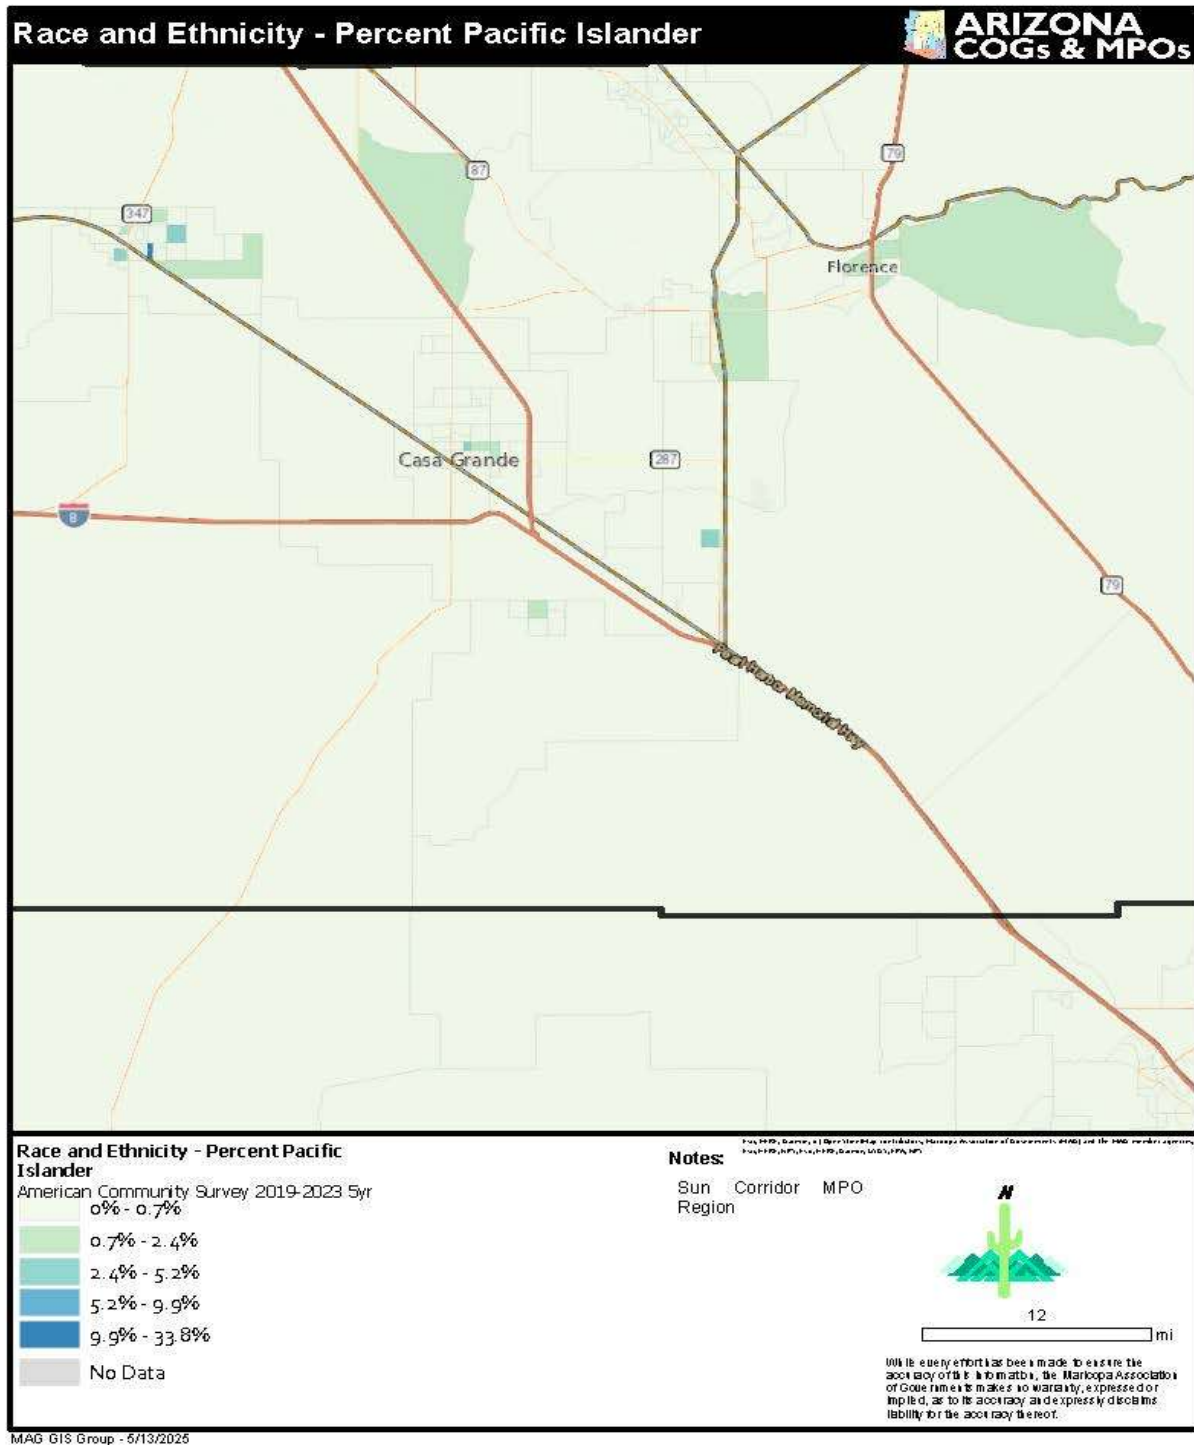 Race and Ethnicity - Percent Pacific Islander
ARIZONA
COGs & MPOs
87
79
347
Florence
Casa Grande
287
8
79
Pearl Harbor Memorial Hwy
Race and Ethnicity - Percent Pacific
Islander
American Community Survey 2019-2023 5yr
0% - 0.7%
0.7% - 2.4%
2.4% - 5.2%
5.2% - 9.9%
9.9% - 33.8%
No Data
Notes:
Sun Corridor MPO
Region
N
12
mi
While every effort has been made to ensure the
accuracy of this information, the Maricopa Association
of Governments makes no warranty, expressed or
implied, as to its accuracy and expressly disclaims
liability for the accuracy thereof.
MAG GIS Group - 5/13/2025